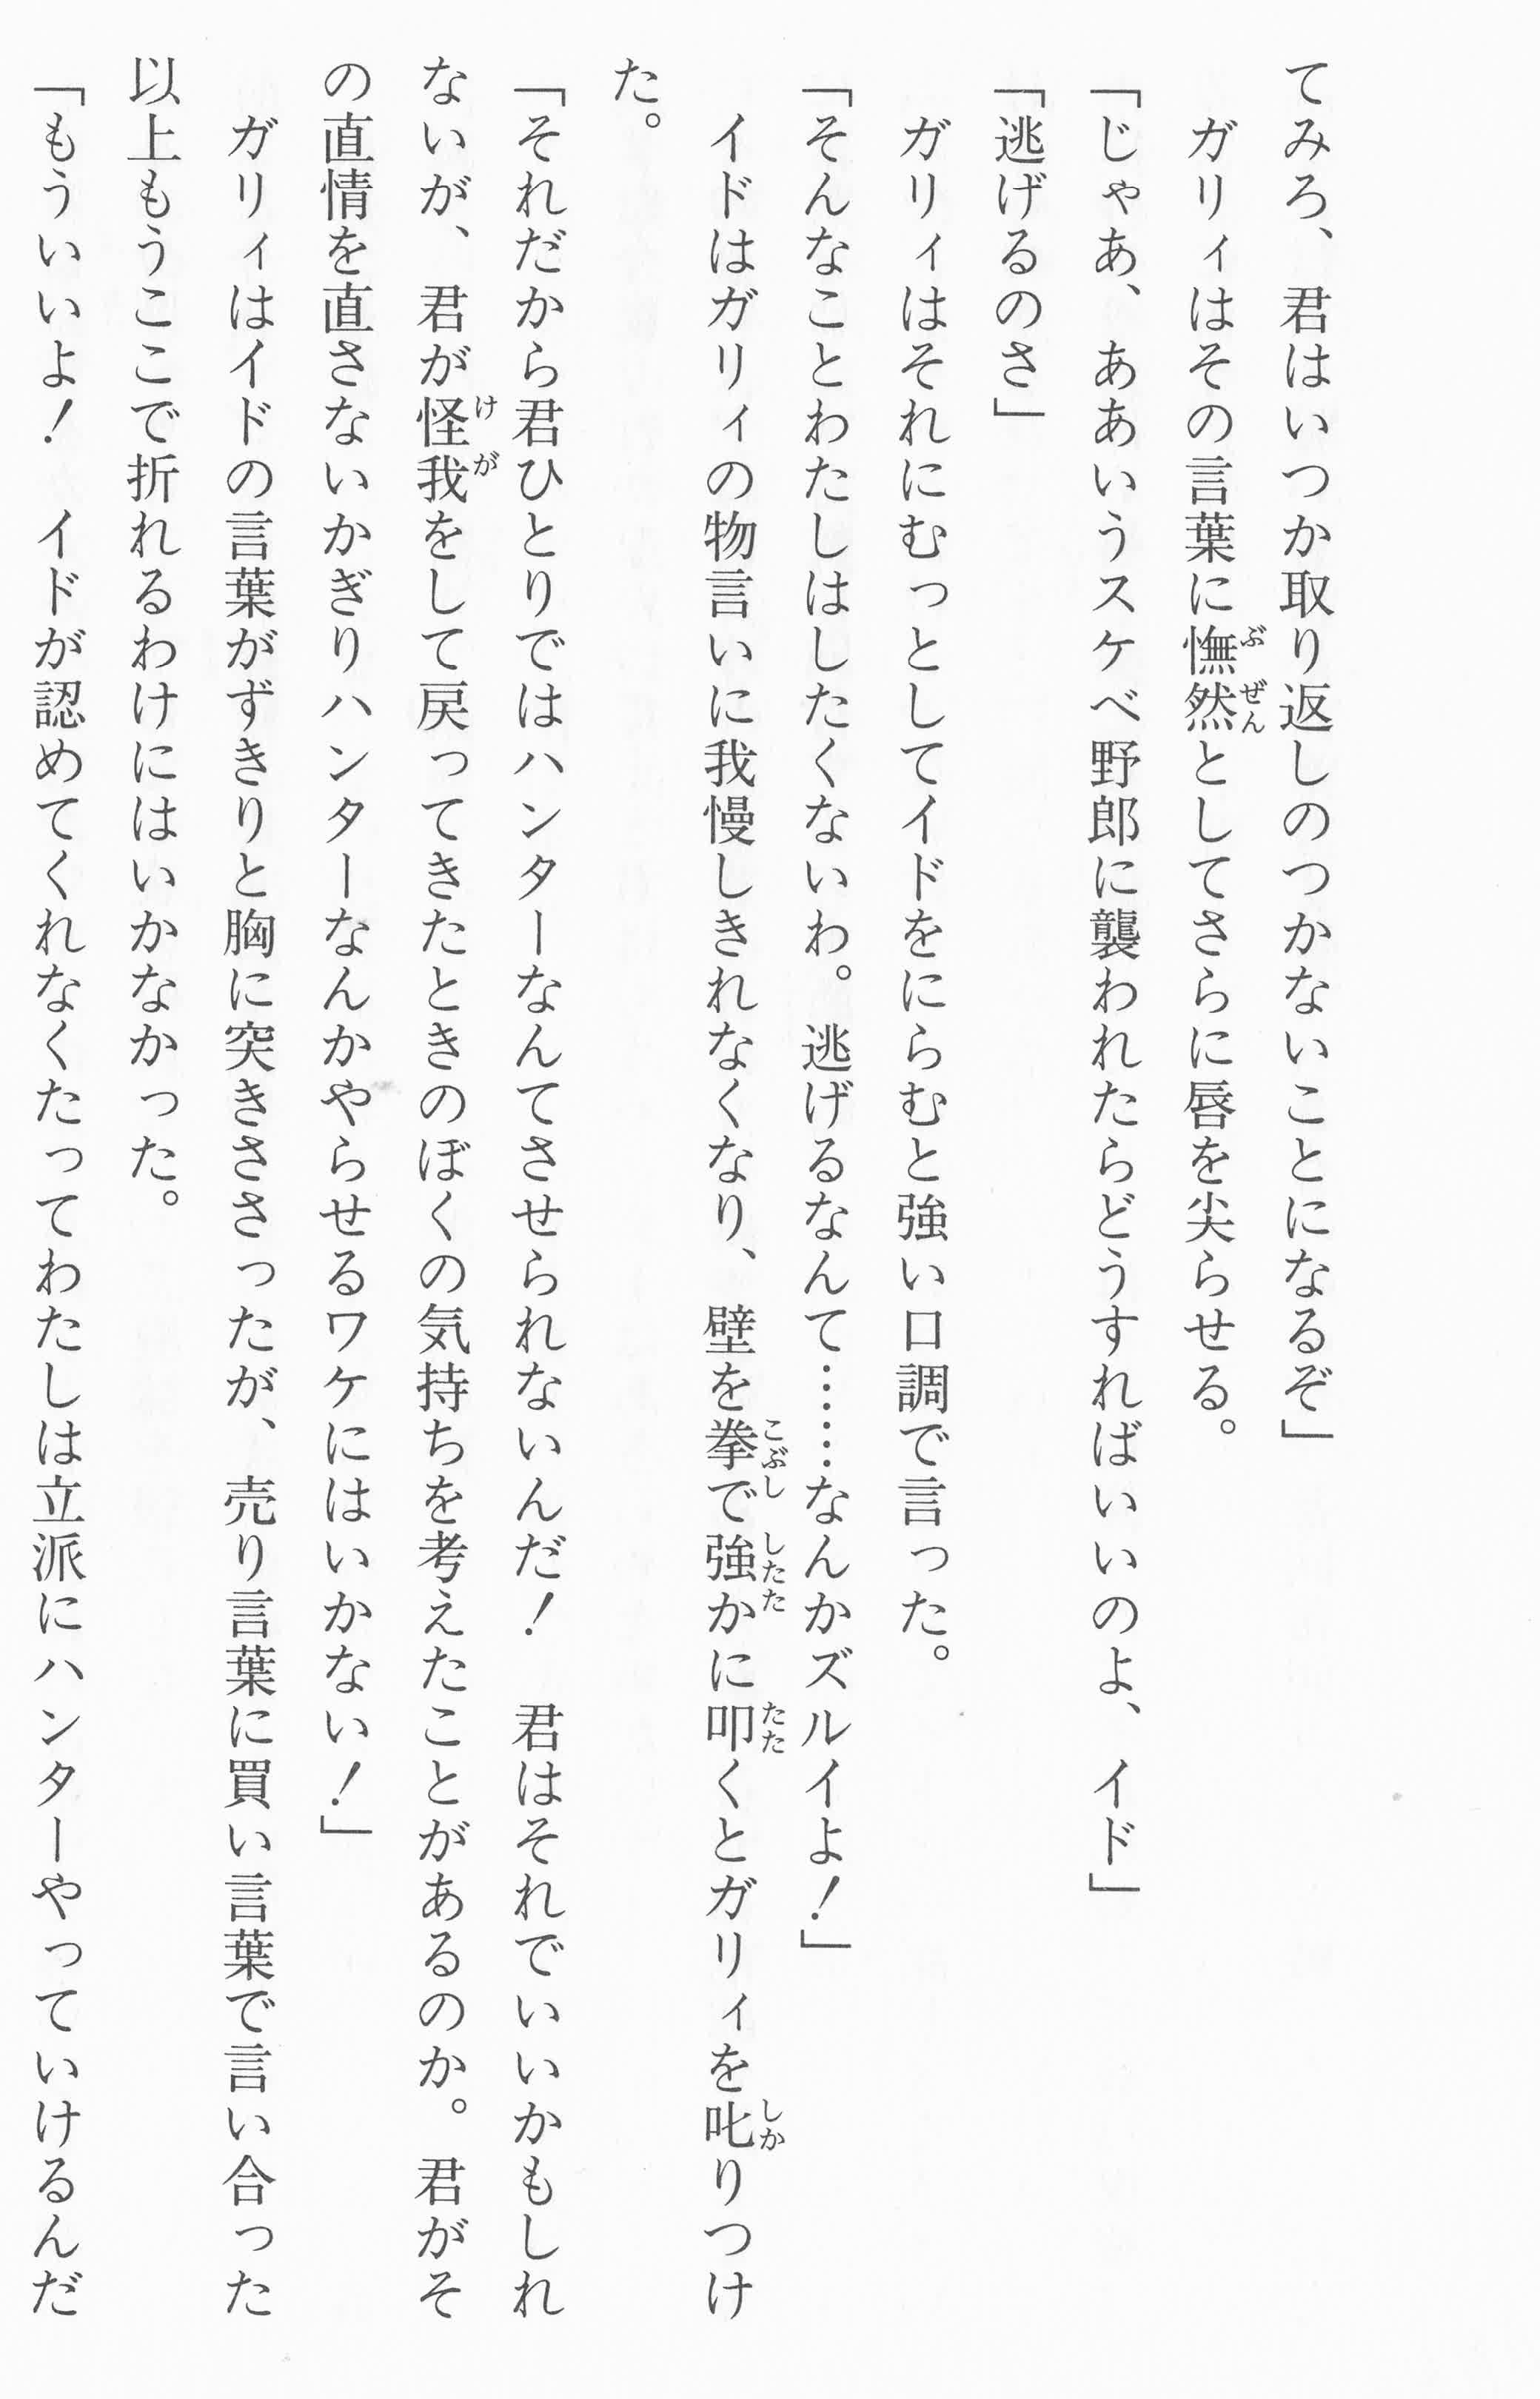 てみろ、君はいつか取り返しのつかないことになるぞ」
　ガリィはその言葉に憮然としてさらに唇を尖らせる。
「じゃあ、ああいうスケベ野郎に襲われたらどうすればいいのよ、イド」
「逃げるのさ」
　ガリィはそれにむっとしてイドをにらむと強い口調で言った。
「そんなことわたしはしたくないわ。逃げるなんて……なんかズルイよ！」
　イドはガリィの物言いに我慢しきれなくなり、壁を拳で強かに叩くとガリィを叱りつけ
た。
「それだから君ひとりではハンターなんてさせられないんだ！　君はそれでいいかもしれ
ないが、君が怪我をして戻ってきたときのぼくの気持ちを考えたことがあるのか。君がそ
の直情を直さないかぎりハンターなんかやらせるワケにはいかない！」
　ガリィはイドの言葉がずきりと胸に突きささったが、売り言葉に買い言葉で言い合った
以上もうここで折れるわけにはいかなかった。
「もういいよ！　イドが認めてくれなくたってわたしは立派にハンターやっていけるんだ